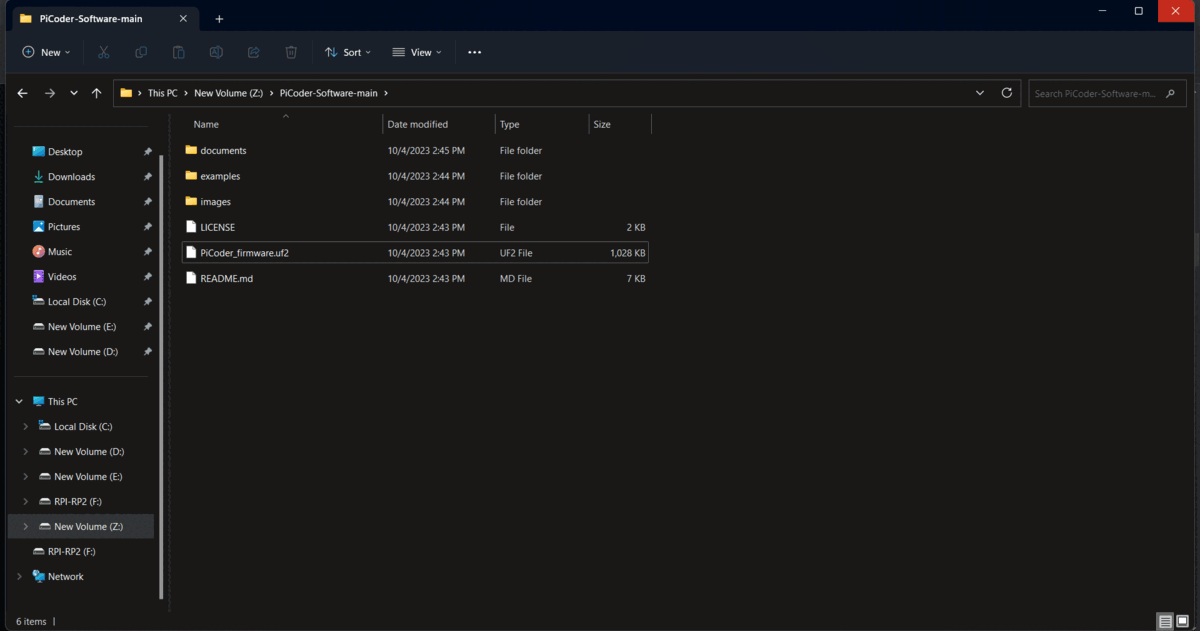 PiCoder-Software-main
New Sort View
This PC New Volume (Z:) PiCoder-Software-main
Search PiCoder-Software-m...
Name Date modified Type Size
documents 10/4/2023 2:45 PM File folder
examples 10/4/2023 2:44 PM File folder
images 10/4/2023 2:44 PM File folder
LICENSE 10/4/2023 2:43 PM File 2 KB
PiCoder_firmware.uf2 10/4/2023 2:43 PM UF2 File 1,028 KB
README.md 10/4/2023 2:43 PM MD File 7 KB
Desktop
Downloads
Documents
Pictures
Music
Videos
Local Disk (C:)
New Volume (E:)
New Volume (D:)
This PC
Local Disk (C:)
New Volume (D:)
New Volume (E:)
RPI-RP2 (F:)
New Volume (Z:)
RPI-RP2 (F:)
Network
6 items